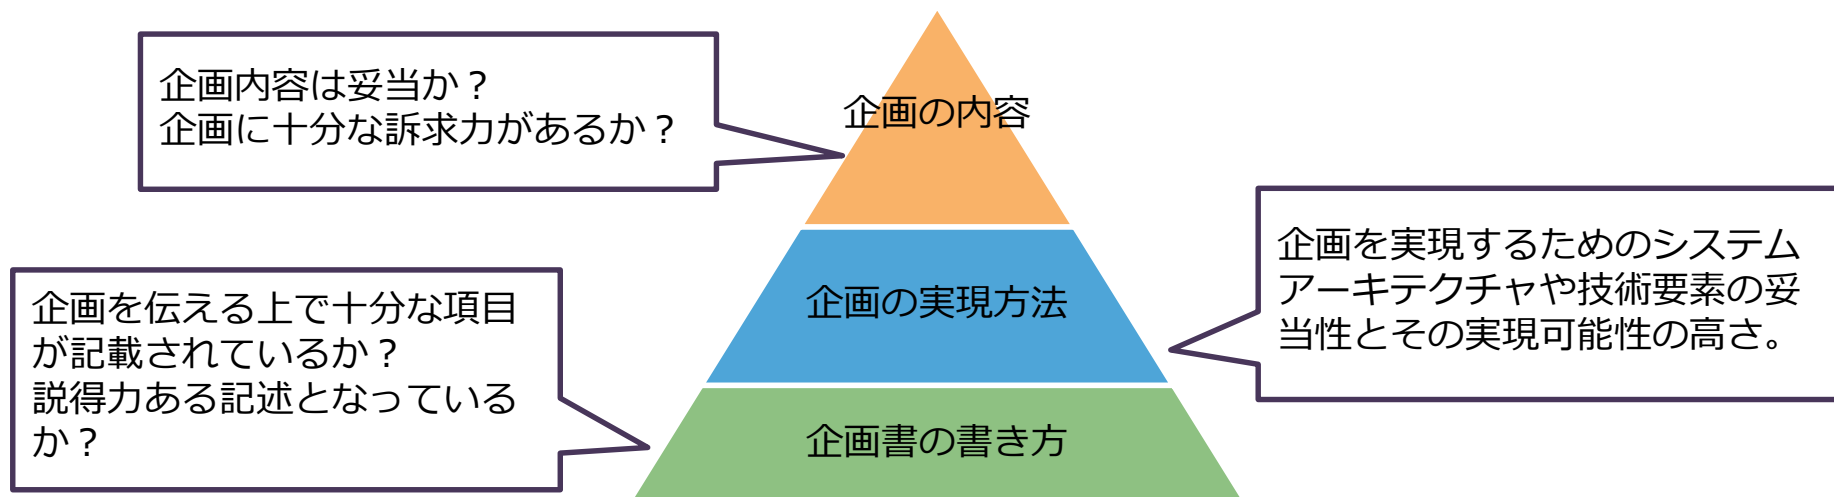 企画内容は妥当か？
企画に十分な訴求力があるか？
企画の内容
企画を実現するためのシステム
アーキテクチャや技術要素の妥
当性とその実現可能性の高さ。
企画の実現方法
企画を伝える上で十分な項目
が記載されているか？
説得力ある記述となっている
か？
企画書の書き方